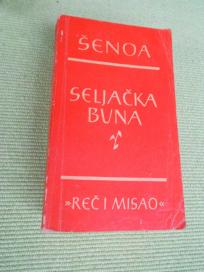 ŠENOA
SELJAČKA
BUNA
»REČ I MISAO«